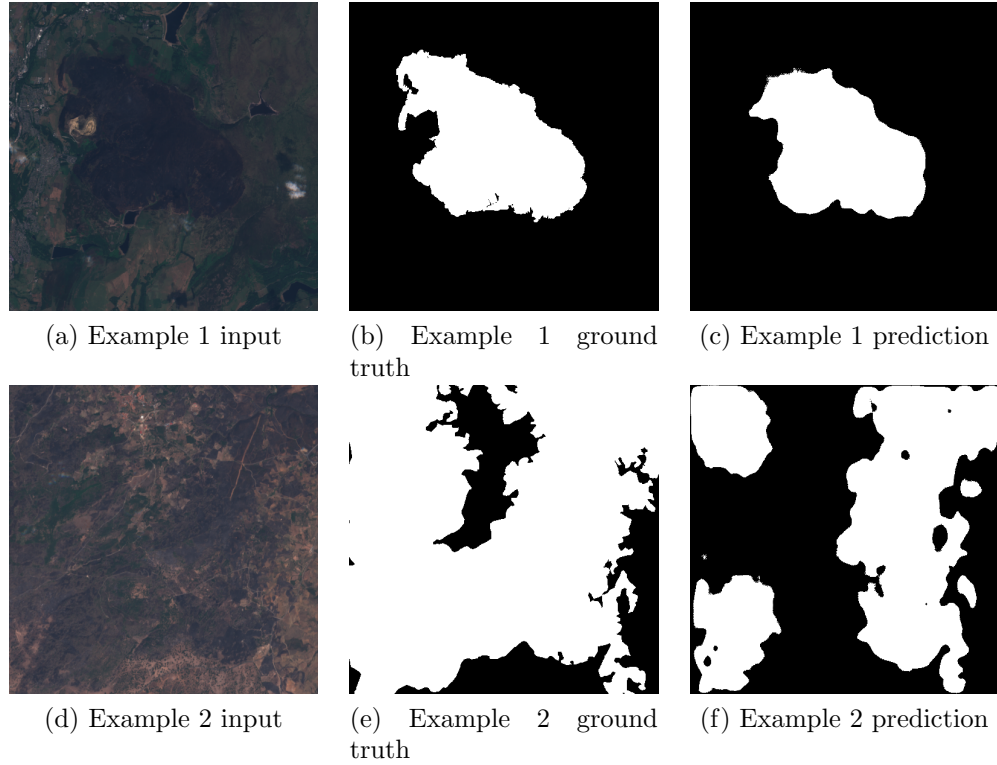 (a) Example 1 input
(b) Example 1 ground
truth
(c) Example 1 prediction
(d) Example 2 input
(e) Example 2 ground
truth
(f) Example 2 prediction